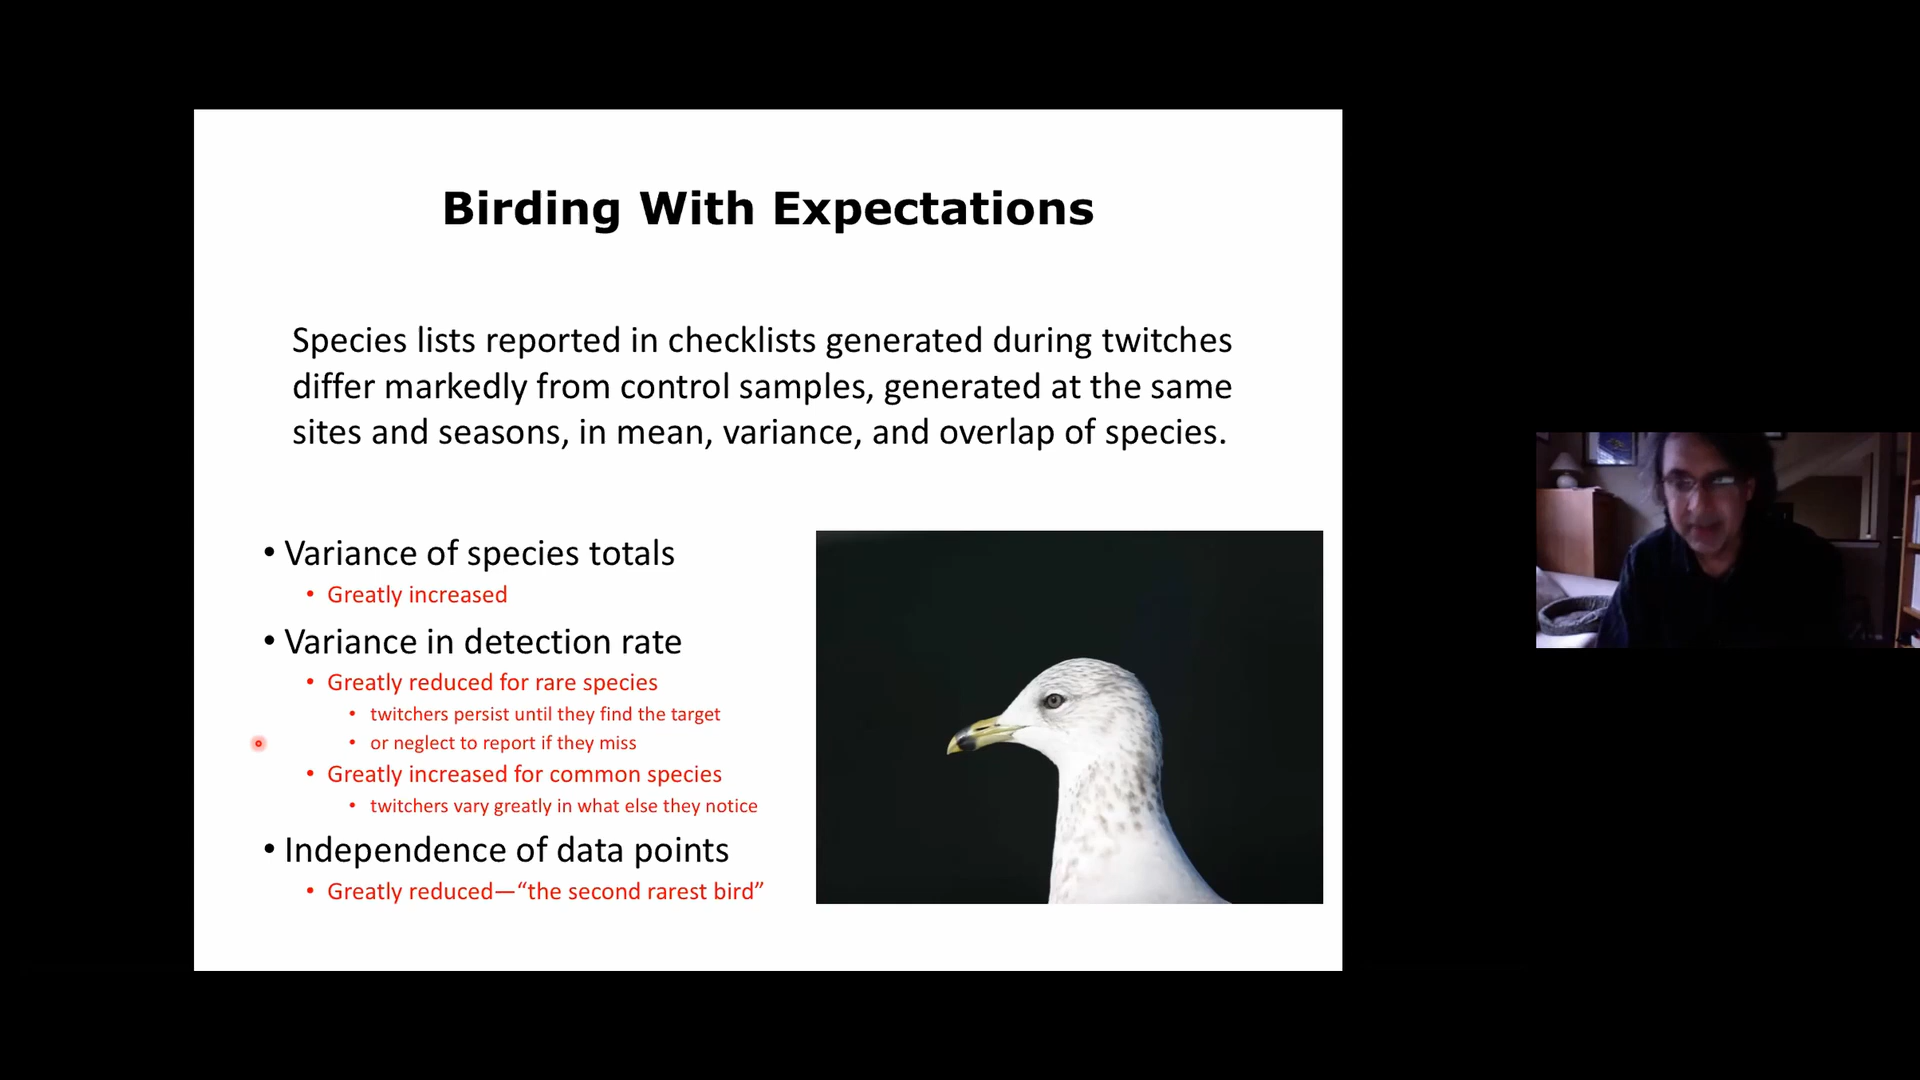 Birding With Expectations
Species lists reported in checklists generated during twitches
differ markedly from control samples, generated at the same
sites and seasons, in mean, variance, and overlap of species.
• Variance of species totals
• Greatly increased
• Variance in detection rate
• Greatly reduced for rare species
• twitchers persist until they find the target
• or neglect to report if they miss
• Greatly increased for common species
• twitchers vary greatly in what else they notice
• Independence of data points
• Greatly reduced—“the second rarest bird”